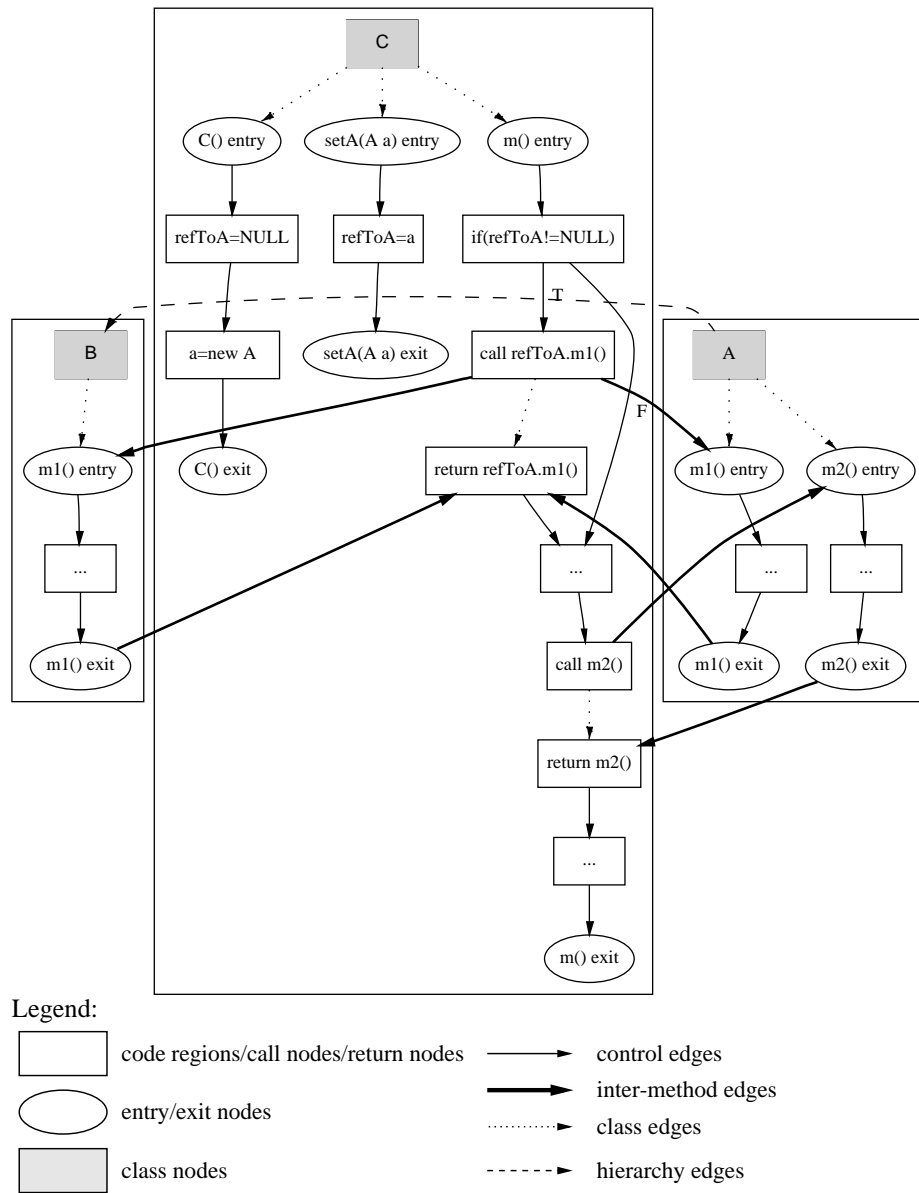 C
C() entry
setA(A a) entry
m() entry
refToA=NULL
refToA=a
if(refToA!=NULL)
T
B
a=new A
setA(A a) exit
call refToA.m1()
A
F
m1() entry
C() exit
return refToA.m1()
m1() entry
m2() entry
...
...
...
...
m1() exit
call m2()
m1() exit
m2() exit
return m2()
...
m() exit
Legend:
code regions/call nodes/return nodes
control edges
inter-method edges
entry/exit nodes
class edges
class nodes
hierarchy edges